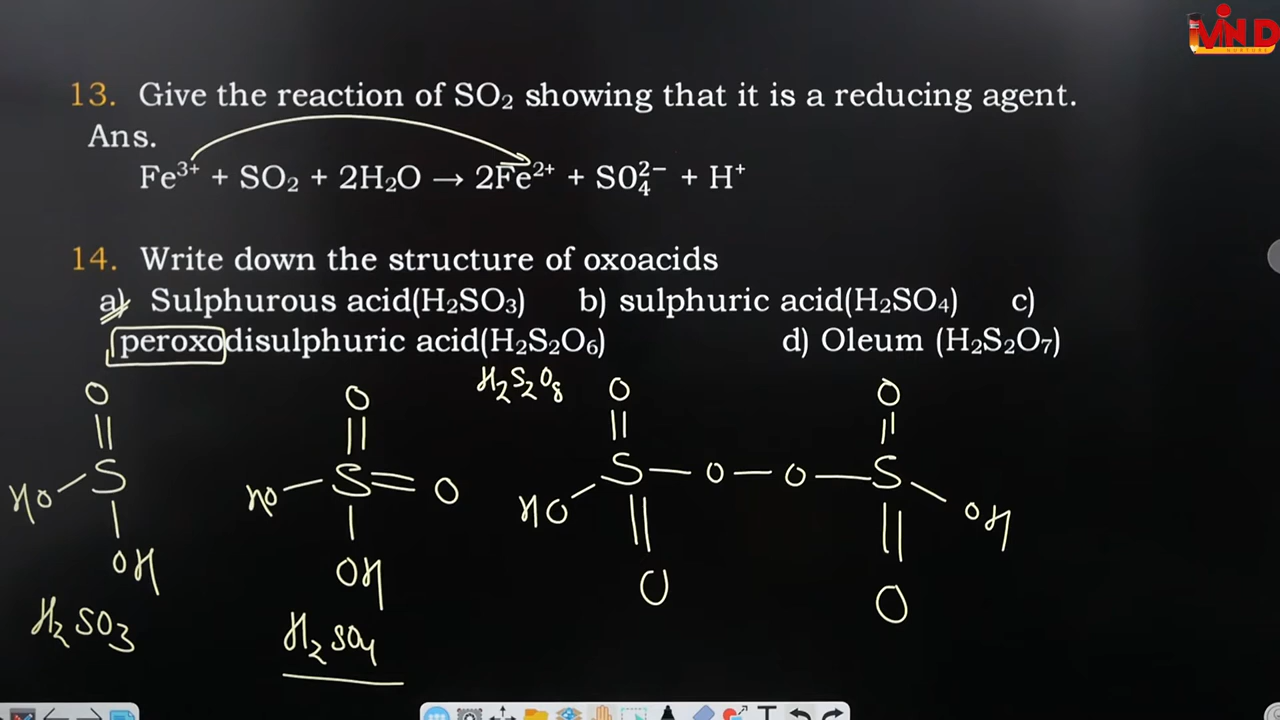 MIND
NURTURE
13. Give the reaction of SO₂ showing that it is a reducing agent.
Ans.
Fe³⁺ + SO₂ + 2H₂O → 2Fe²⁺ + SO₄²⁻ + H⁺
14. Write down the structure of oxoacids
a) Sulphurous acid(H₂SO₃) b) sulphuric acid(H₂SO₄) c)
peroxodisulphuric acid(H₂S₂O₆) d) Oleum (H₂S₂O₇)
H₂S₂O₈
O O O O
HO S S O HO S O O S OH
OH OH O O
H₂SO₃ H₂SO₄